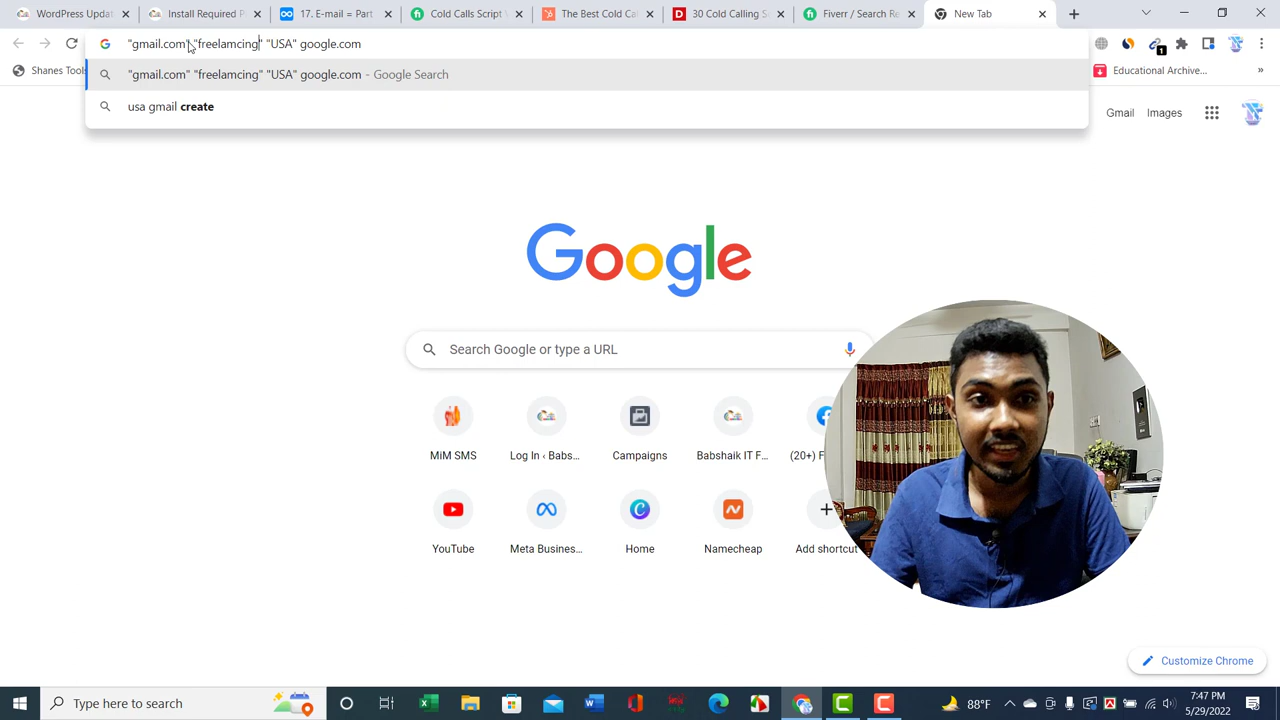 WordPress Updat
Install Required P
17. E-mail = Part
Cold Calls Script
The Best Cold Ca
30 Cold Calling S
Fiverr / Search Re
New Tab
"gmail.com" "freelamcing" "USA" google.com
1
Shanes Tools
"gmail.com" "freelamcing" "USA" google.com - Google Search
Educational Archive...
»
usa gmail create
Gmail
Images
Google
Search Google or type a URL
MiM SMS
Log In ‹ Babs...
Campaigns
Babshaik IT F...
(20+) F
YouTube
Meta Busines...
Home
Namecheap
Add shortcut
Customize Chrome
Type here to search
88°F
7:47 PM
5/29/2022